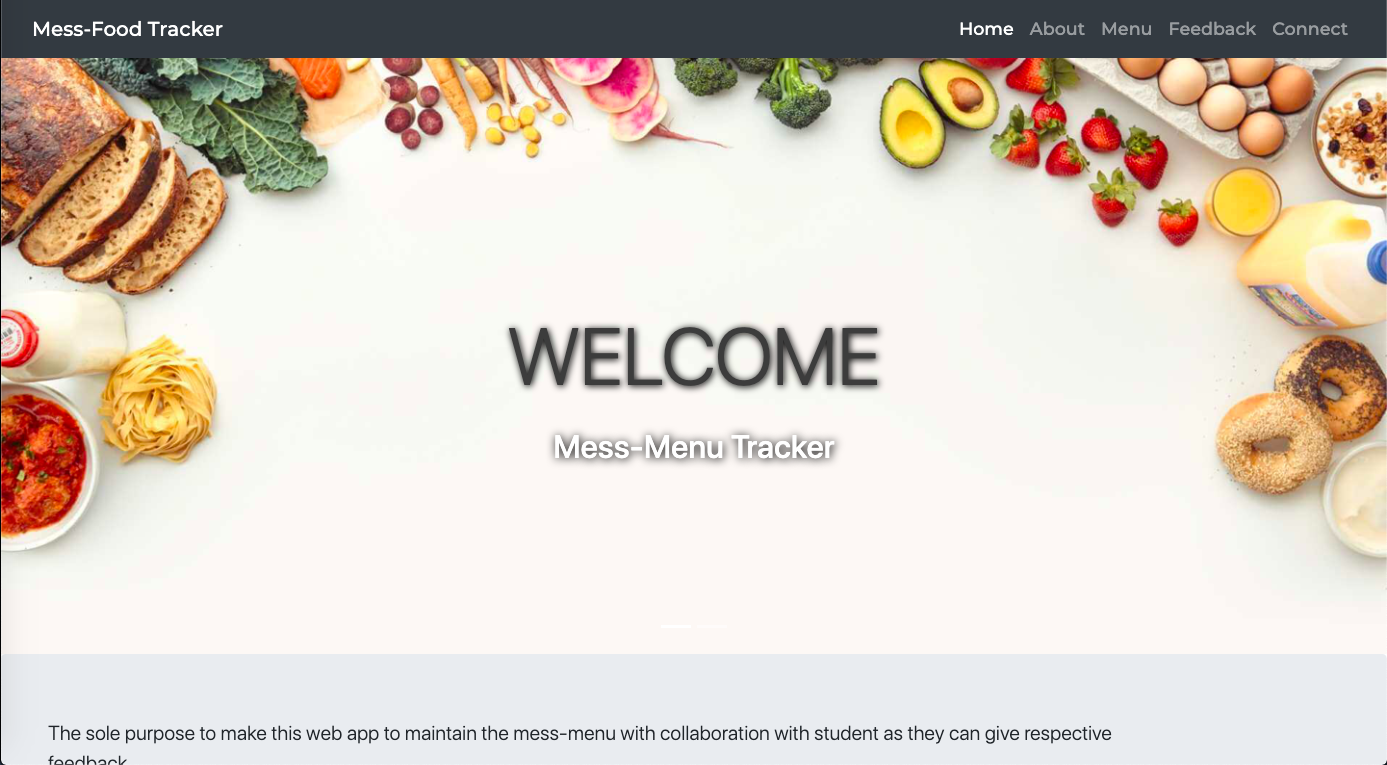 Mess-Food Tracker
Home About Menu Feedback Connect
WELCOME
Mess-Menu Tracker
The sole purpose to make this web app to maintain the mess-menu with collaboration with student as they can give respective
feedback